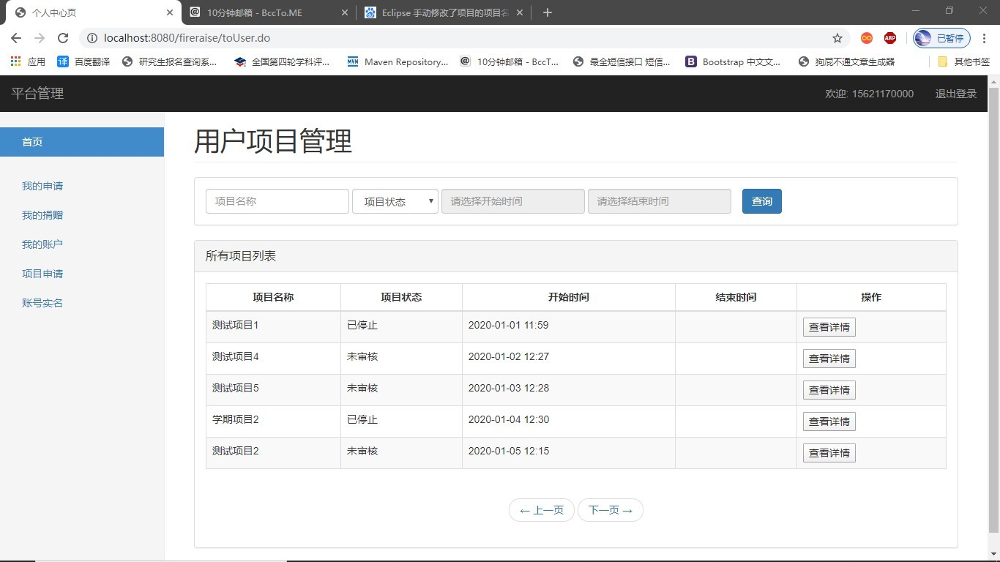 个人中心页
10分钟邮箱 - BccTo.ME
Eclipse 手动修改了项目的项目名
localhost:8080/fireraise/toUser.do
ABP
已暂停
应用
译 百度翻译
研究生报名查询系...
全国第四轮学科评...
MVN Maven Repository...
10分钟邮箱 - BccT...
最全短信接口 短信...
B Bootstrap 中文文...
狗屁不通文章生成器
其他书签
平台管理
欢迎: 15621170000
退出登录
首页
我的申请
我的捐赠
我的账户
项目申请
账号实名
用户项目管理
项目名称 项目状态 请选择开始时间 请选择结束时间 查询
所有项目列表
项目名称 项目状态 开始时间 结束时间 操作
测试项目1 已停止 2020-01-01 11:59 查看详情
测试项目4 未审核 2020-01-02 12:27 查看详情
测试项目5 未审核 2020-01-03 12:28 查看详情
学期项目2 已停止 2020-01-04 12:30 查看详情
测试项目2 未审核 2020-01-05 12:15 查看详情
← 上一页 下一页 →